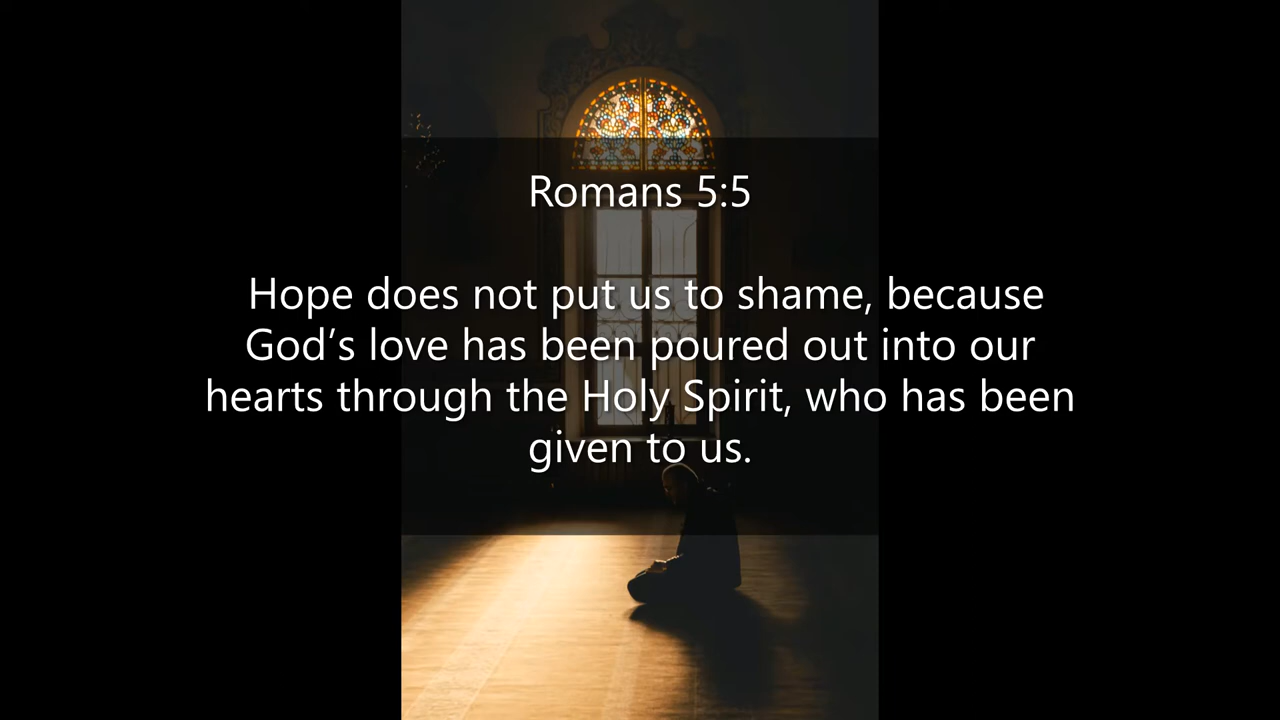 Romans 5:5
Hope does not put us to shame, because
God’s love has been poured out into our
hearts through the Holy Spirit, who has been
given to us.